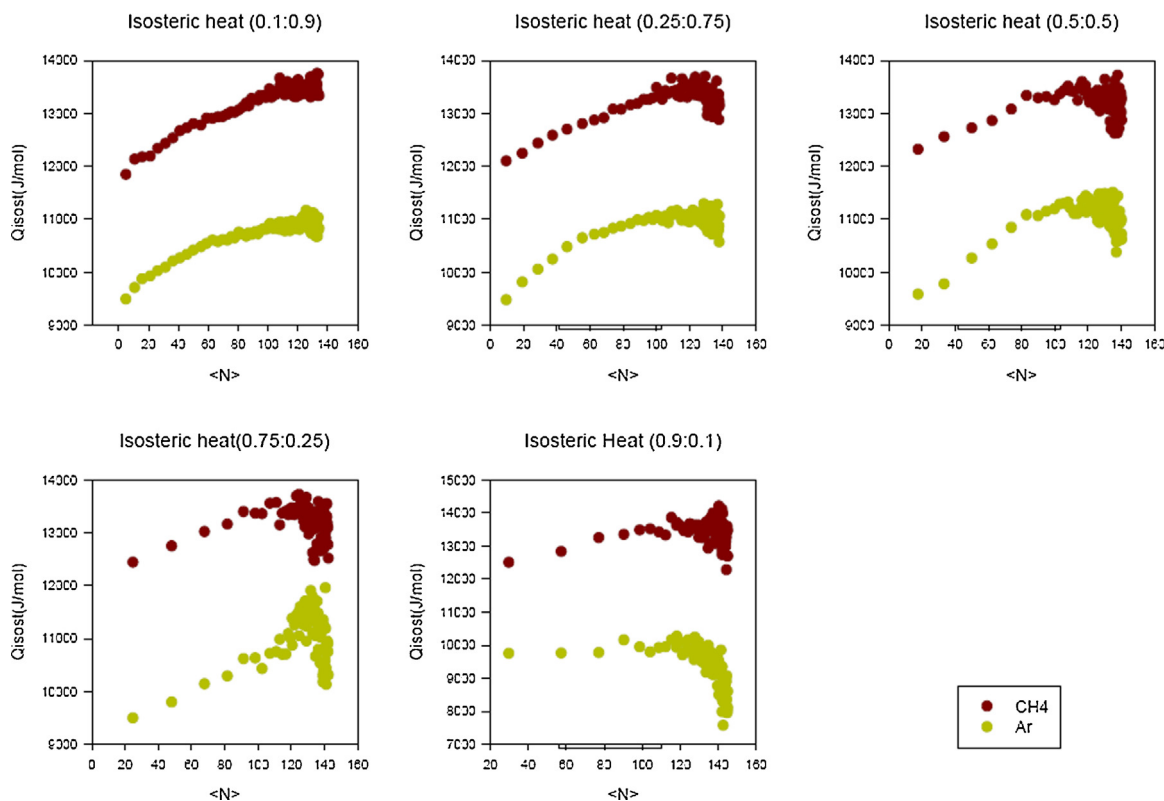 Isosteric heat (0.1:0.9)
Isosteric heat (0.25:0.75)
Isosteric heat (0.5:0.5)
14000
13000
12000
11000
10000
9000
Qisost(J/mol)
0 20 40 60 80 100 120 140 160
<N>
14000
13000
12000
11000
10000
9000
Qisost(J/mol)
0 20 40 60 80 100 120 140 160
<N>
14000
13000
12000
11000
10000
9000
Qisost(J/mol)
0 20 40 60 80 100 120 140 160
<N>
Isosteric heat(0.75:0.25)
Isosteric Heat (0.9:0.1)
14000
13000
12000
11000
10000
9000
Qisost(J/mol)
0 20 40 60 80 100 120 140 160
<N>
15000
14000
13000
12000
11000
10000
9000
8000
7000
Qisost(J/mol)
20 40 60 80 100 120 140 160
<N>
CH4
Ar